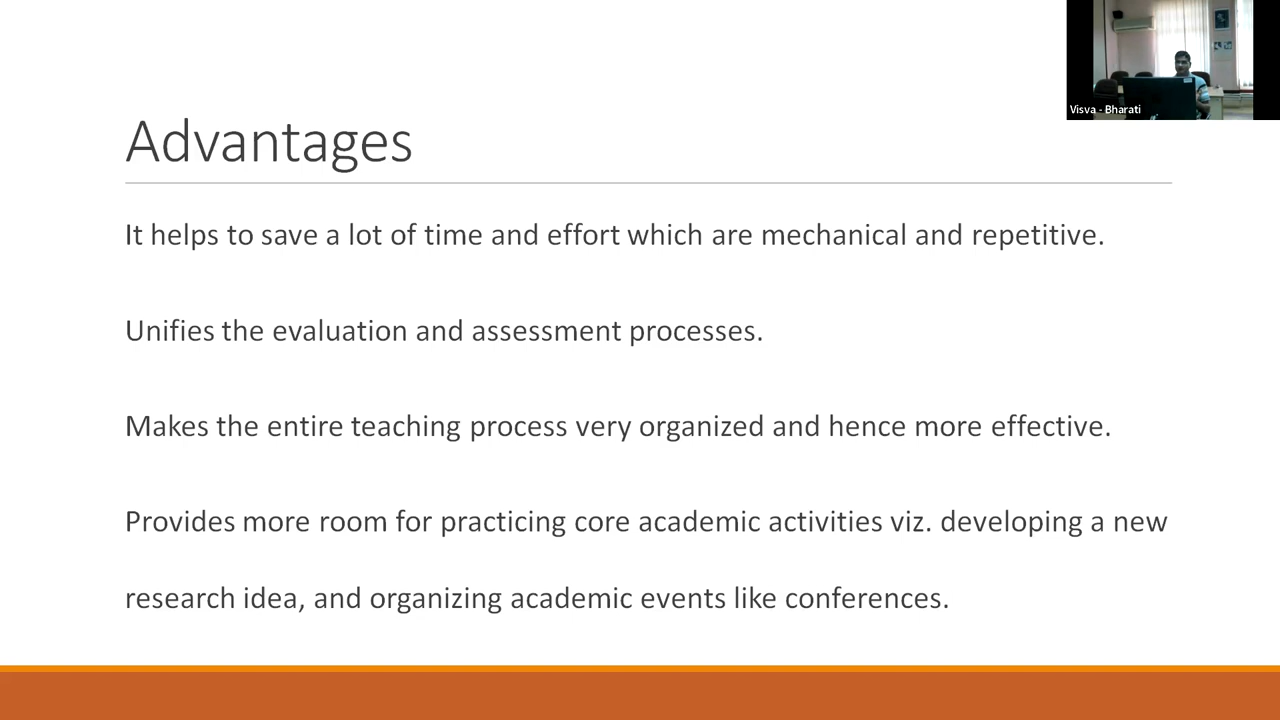 Visva - Bharati
Advantages
It helps to save a lot of time and effort which are mechanical and repetitive.
Unifies the evaluation and assessment processes.
Makes the entire teaching process very organized and hence more effective.
Provides more room for practicing core academic activities viz. developing a new
research idea, and organizing academic events like conferences.